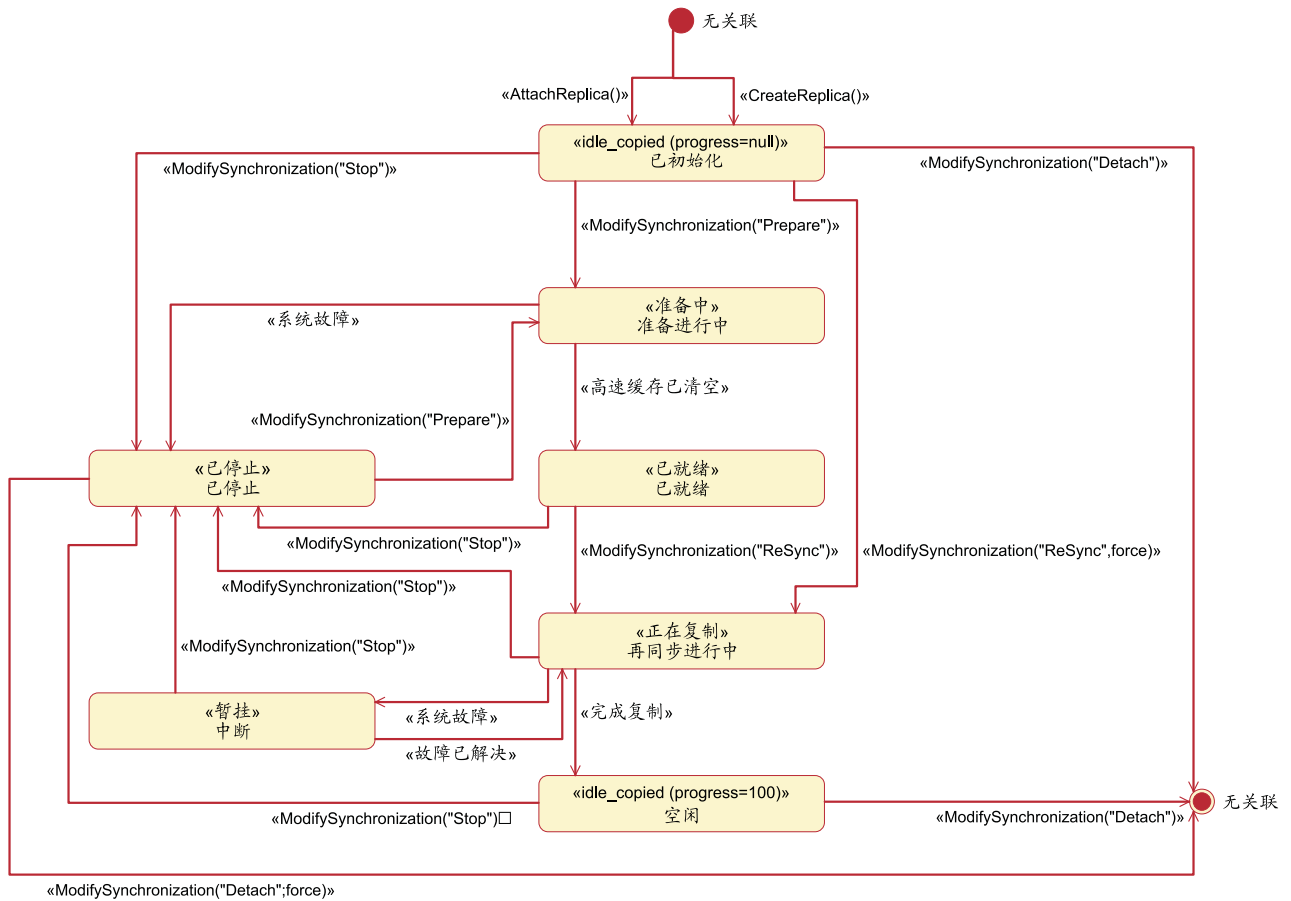 无关联
«AttachReplica()»
«CreateReplica()»
«idle_copied (progress=null)»
已初始化
«ModifySynchronization("Stop")»
«ModifySynchronization("Detach")»
«ModifySynchronization("Prepare")»
«准备中»
准备进行中
«系统故障»
«高速缓存已清空»
«ModifySynchronization("Prepare")»
«已停止»
已停止
«已就绪»
已就绪
«ModifySynchronization("Stop")»
«ModifySynchronization("ReSync")»
«ModifySynchronization("ReSync",force)»
«ModifySynchronization("Stop")»
«正在复制»
再同步进行中
«ModifySynchronization("Stop")»
«暂挂»
中断
«系统故障»
«完成复制»
«故障已解决»
«idle_copied (progress=100)»
空闲
无关联
«ModifySynchronization("Stop")□
«ModifySynchronization("Detach")»
«ModifySynchronization("Detach";force)»